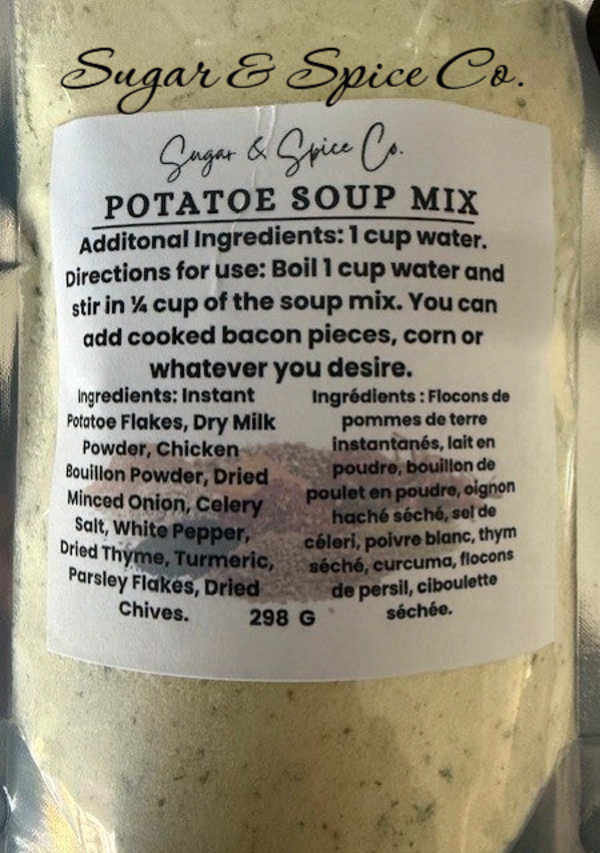 Sugar & Spice Co.
Sugar & Spice Co.
POTATOE SOUP MIX
Additonal Ingredients: 1 cup water.
Directions for use: Boil 1 cup water and
stir in ¼ cup of the soup mix. You can
add cooked bacon pieces, corn or
whatever you desire.
Ingredients: Instant
Potatoe Flakes, Dry Milk
Powder, Chicken
Bouillon Powder, Dried
Minced Onion, Celery
Salt, White Pepper,
Dried Thyme, Turmeric,
Parsley Flakes, Dried
Chives.
Ingrédients : Flocons de
pommes de terre
instantanés, lait en
poudre, bouillon de
poulet en poudre, oignon
haché séché, sel de
céleri, poivre blanc, thym
séché, curcuma, flocons
de persil, ciboulette
séchée.
298 G